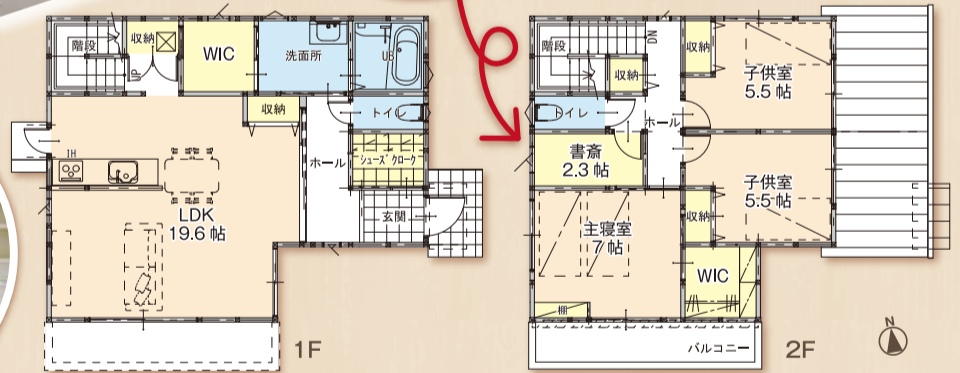 階段
収納
UP
WIC
洗面所
UB
収納
トイレ
ホール
シューズクローク
IH
LDK
19.6 帖
玄関
1F
階段
DN
収納
収納
子供室
5.5 帖
トイレ
ホール
書斎
2.3 帖
子供室
5.5 帖
収納
主寝室
7 帖
WIC
棚
バルコニー
2F
N